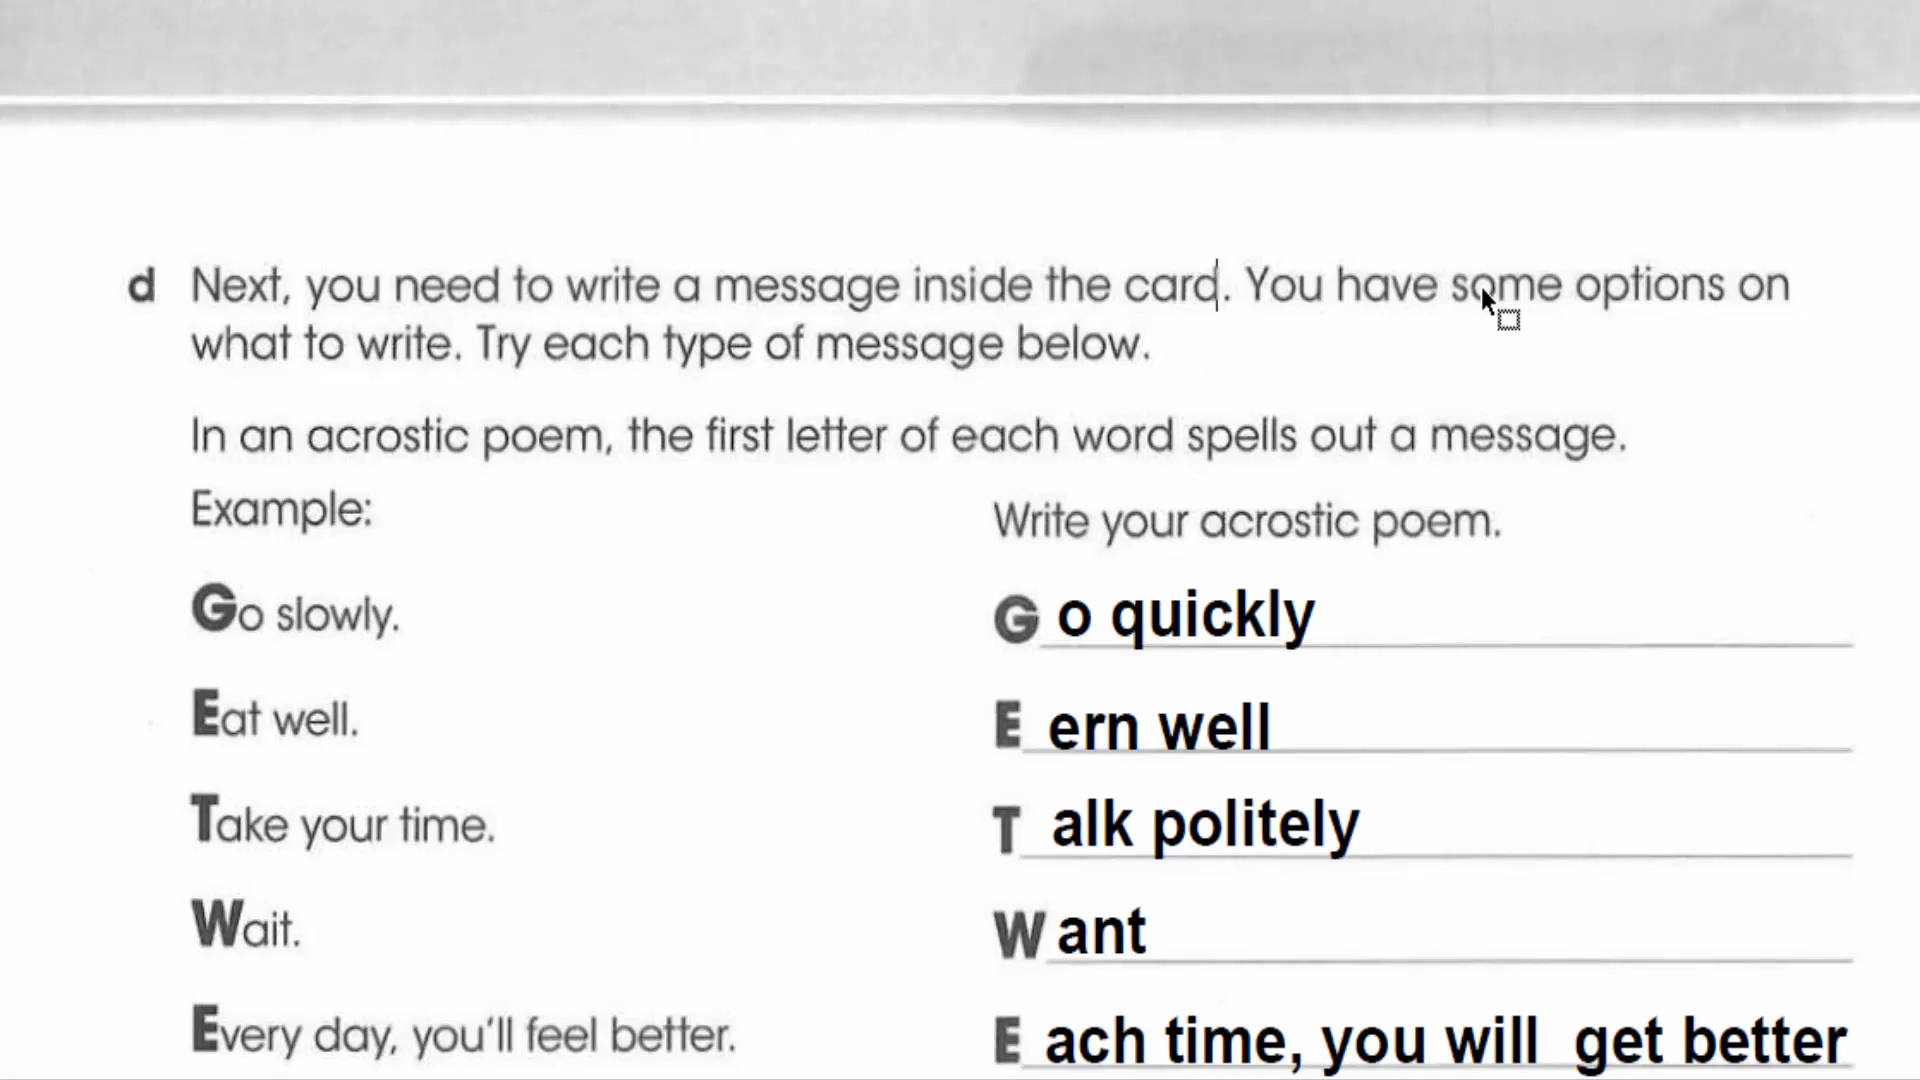 d Next, you need to write a message inside the card. You have some options on
what to write. Try each type of message below.
In an acrostic poem, the first letter of each word spells out a message.
Example:
Go slowly.
Eat well.
Take your time.
Wait.
Every day, you'll feel better.
Write your acrostic poem.
G o quickly
E ern well
T alk politely
W ant
E ach time, you will get better